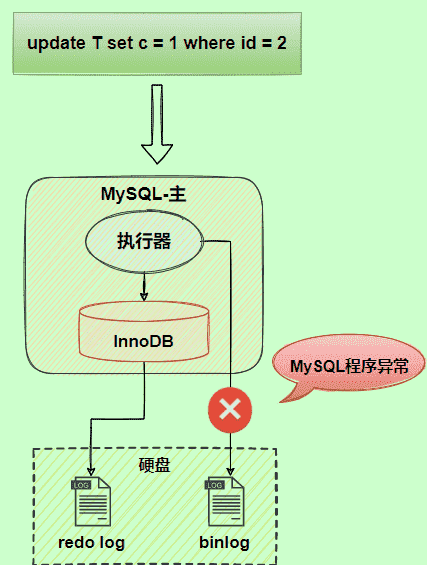 update T set c = 1 where id = 2
MySQL-主
执行器
InnoDB
MySQL程序异常
硬盘
LOG
LOG
redo log
binlog